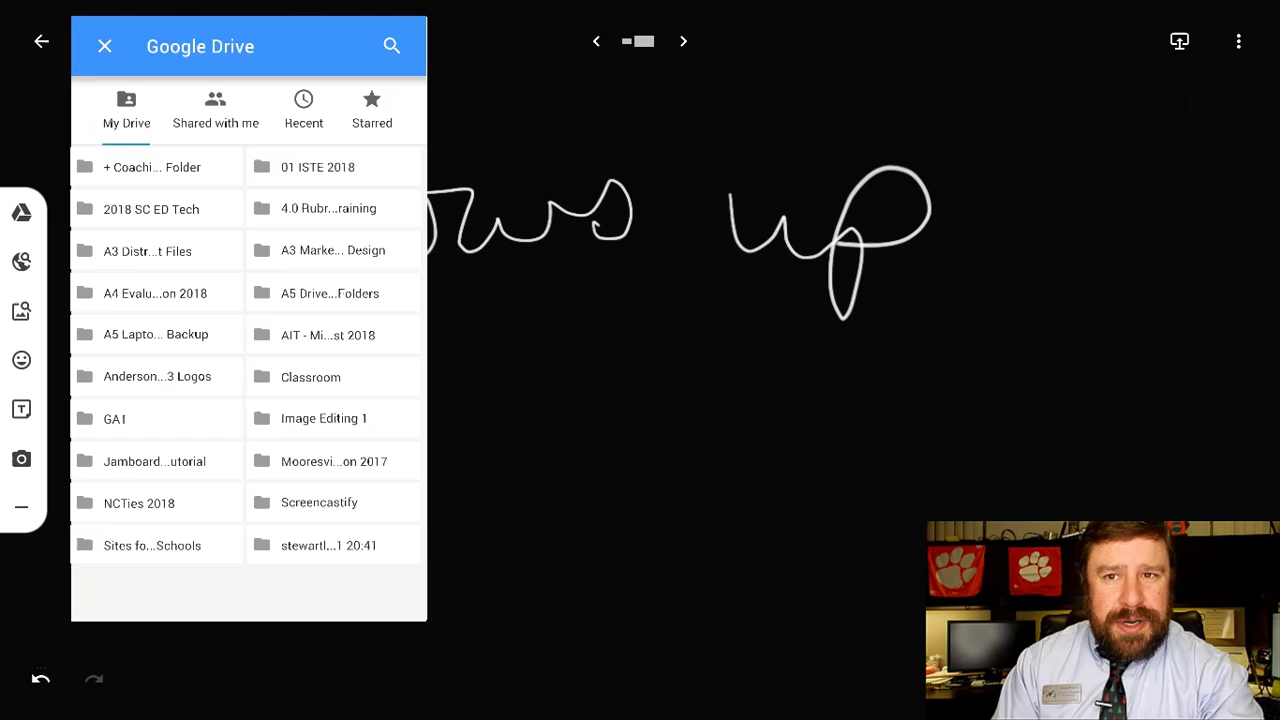 Google Drive
My Drive
Shared with me
Recent
Starred
+ Coachi... Folder
01 ISTE 2018
2018 SC ED Tech
4.0 Rubr...raining
A3 Distr...t Files
A3 Marke... Design
A4 Evalu...on 2018
A5 Drive...Folders
A5 Lapto... Backup
AIT - Mi...st 2018
Anderson...3 Logos
Classroom
GAT
Image Editing 1
Jamboard...utorial
Mooresvi...on 2017
NCTies 2018
Screencastify
Sites fo...Schools
stewartl...1 20:41
ows up